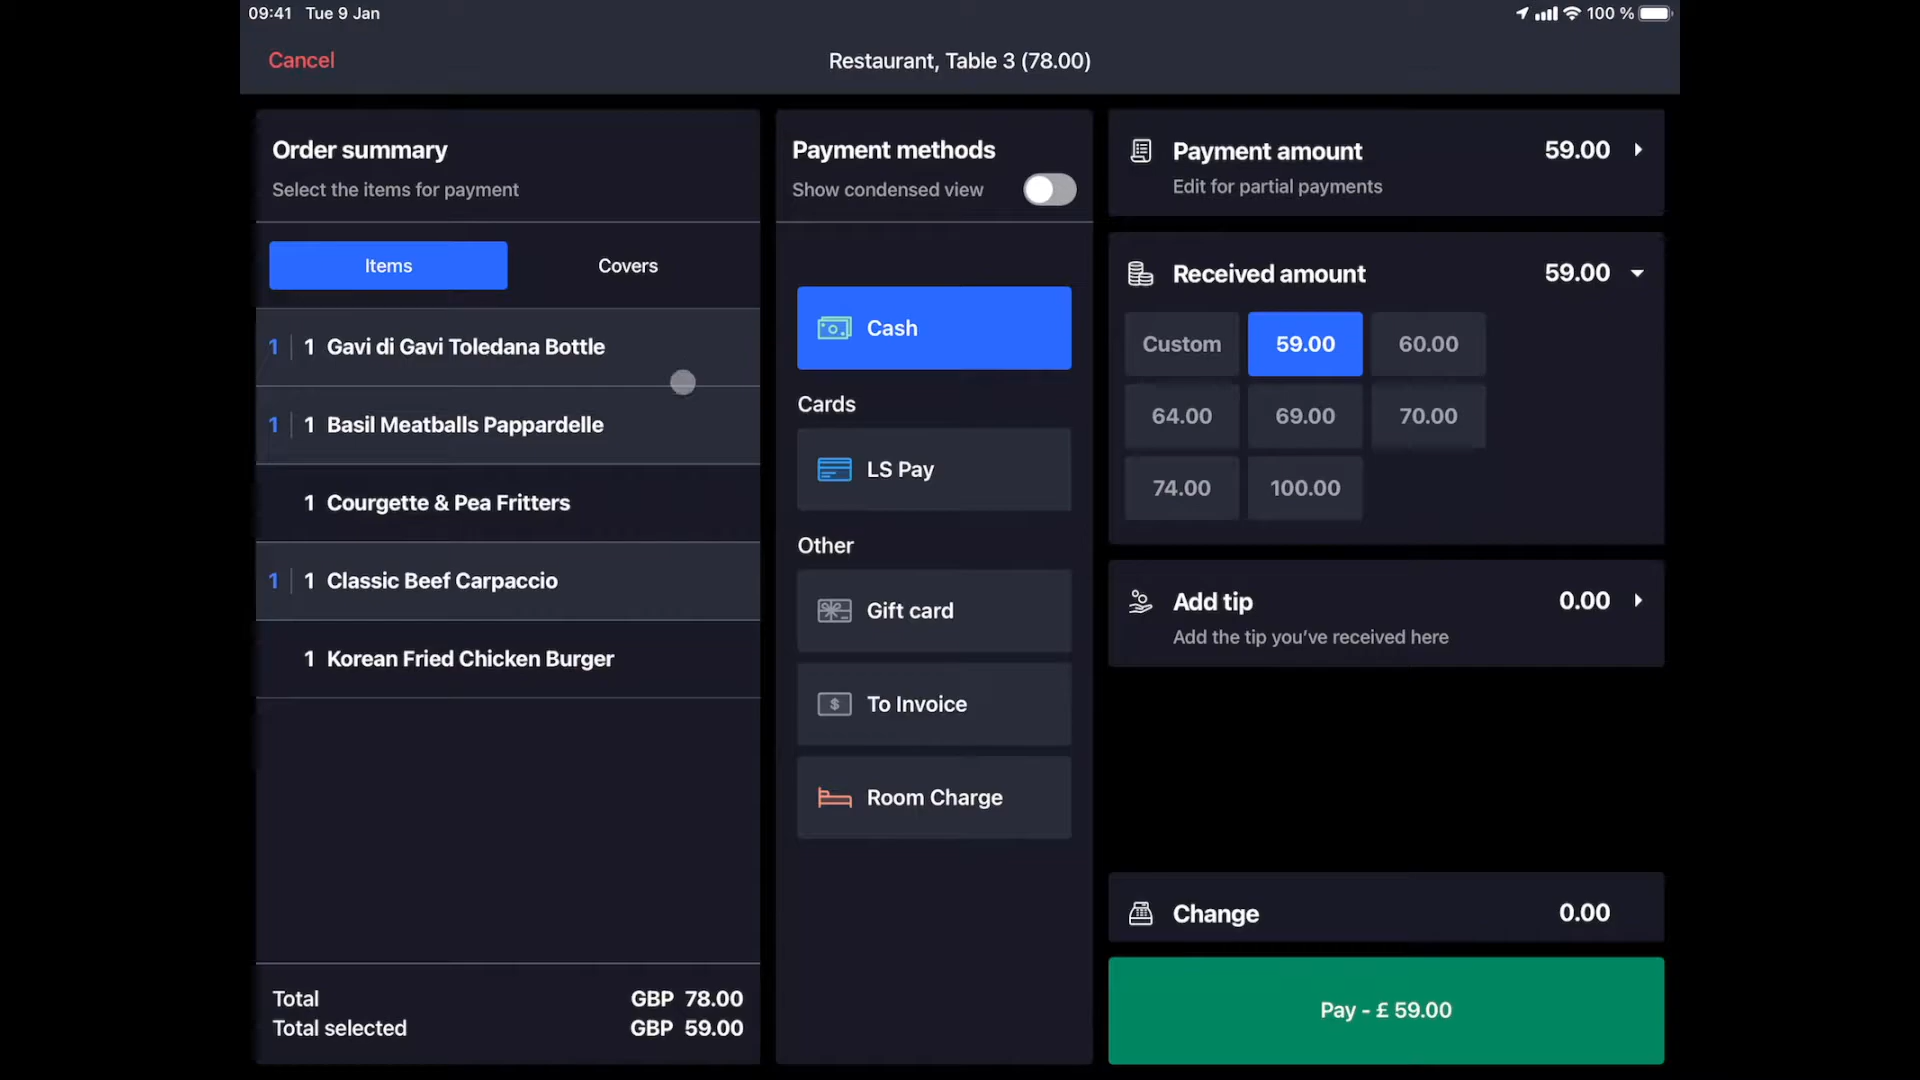 09:41 Tue 9 Jan
100 %
Cancel
Restaurant, Table 3 (78.00)
Order summary
Select the items for payment
Items
Covers
1 1 Gavi di Gavi Toledana Bottle
1 1 Basil Meatballs Pappardelle
1 Courgette & Pea Fritters
1 1 Classic Beef Carpaccio
1 Korean Fried Chicken Burger
Total GBP 78.00
Total selected GBP 59.00
Payment methods
Show condensed view
Cash
Cards
LS Pay
Other
Gift card
To Invoice
Room Charge
Payment amount 59.00
Edit for partial payments
Received amount 59.00
Custom 59.00 60.00
64.00 69.00 70.00
74.00 100.00
Add tip 0.00
Add the tip you've received here
Change 0.00
Pay - £ 59.00